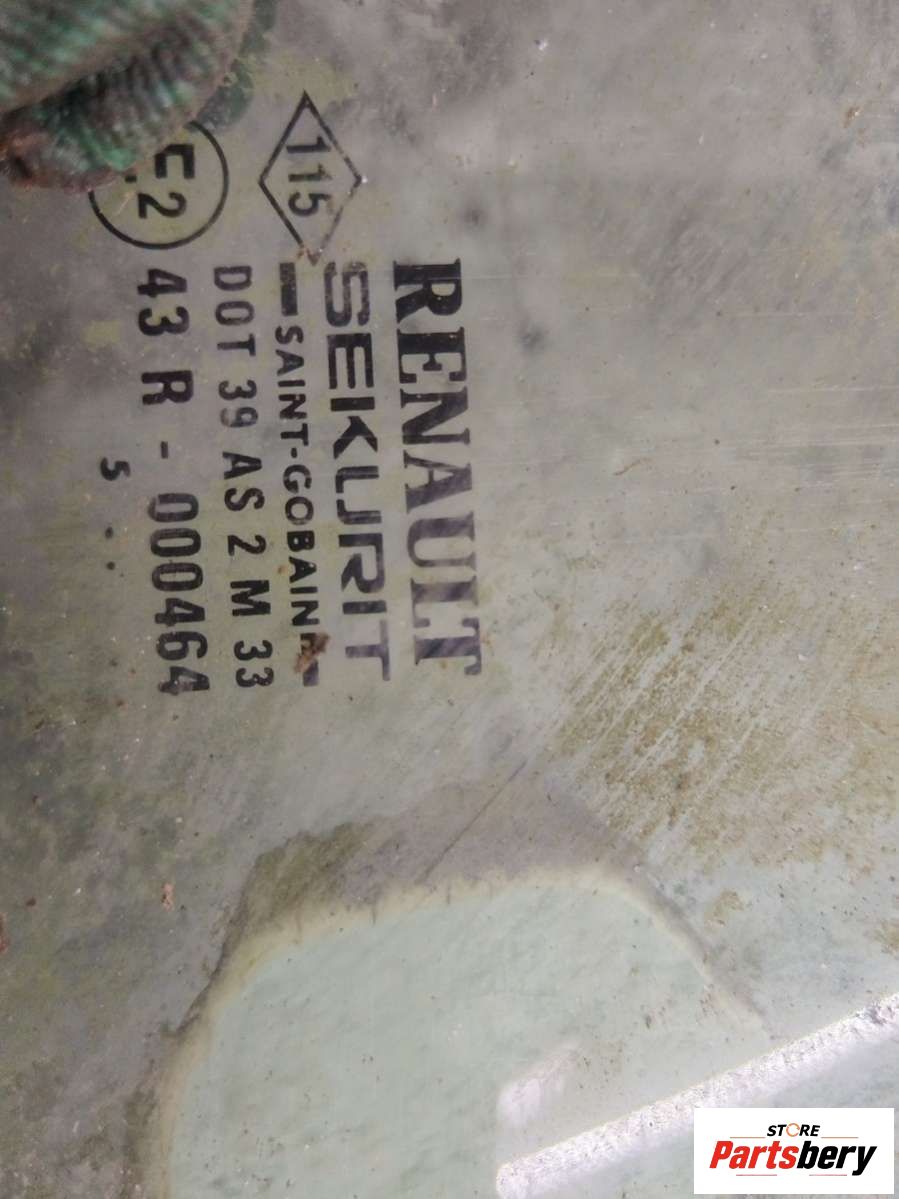 RENAULT
115
SEKURIT
SAINT-GOBAIN
DOT 39 AS 2 M 33
E2
43 R - 000464
5 . .
STORE
Partsbery